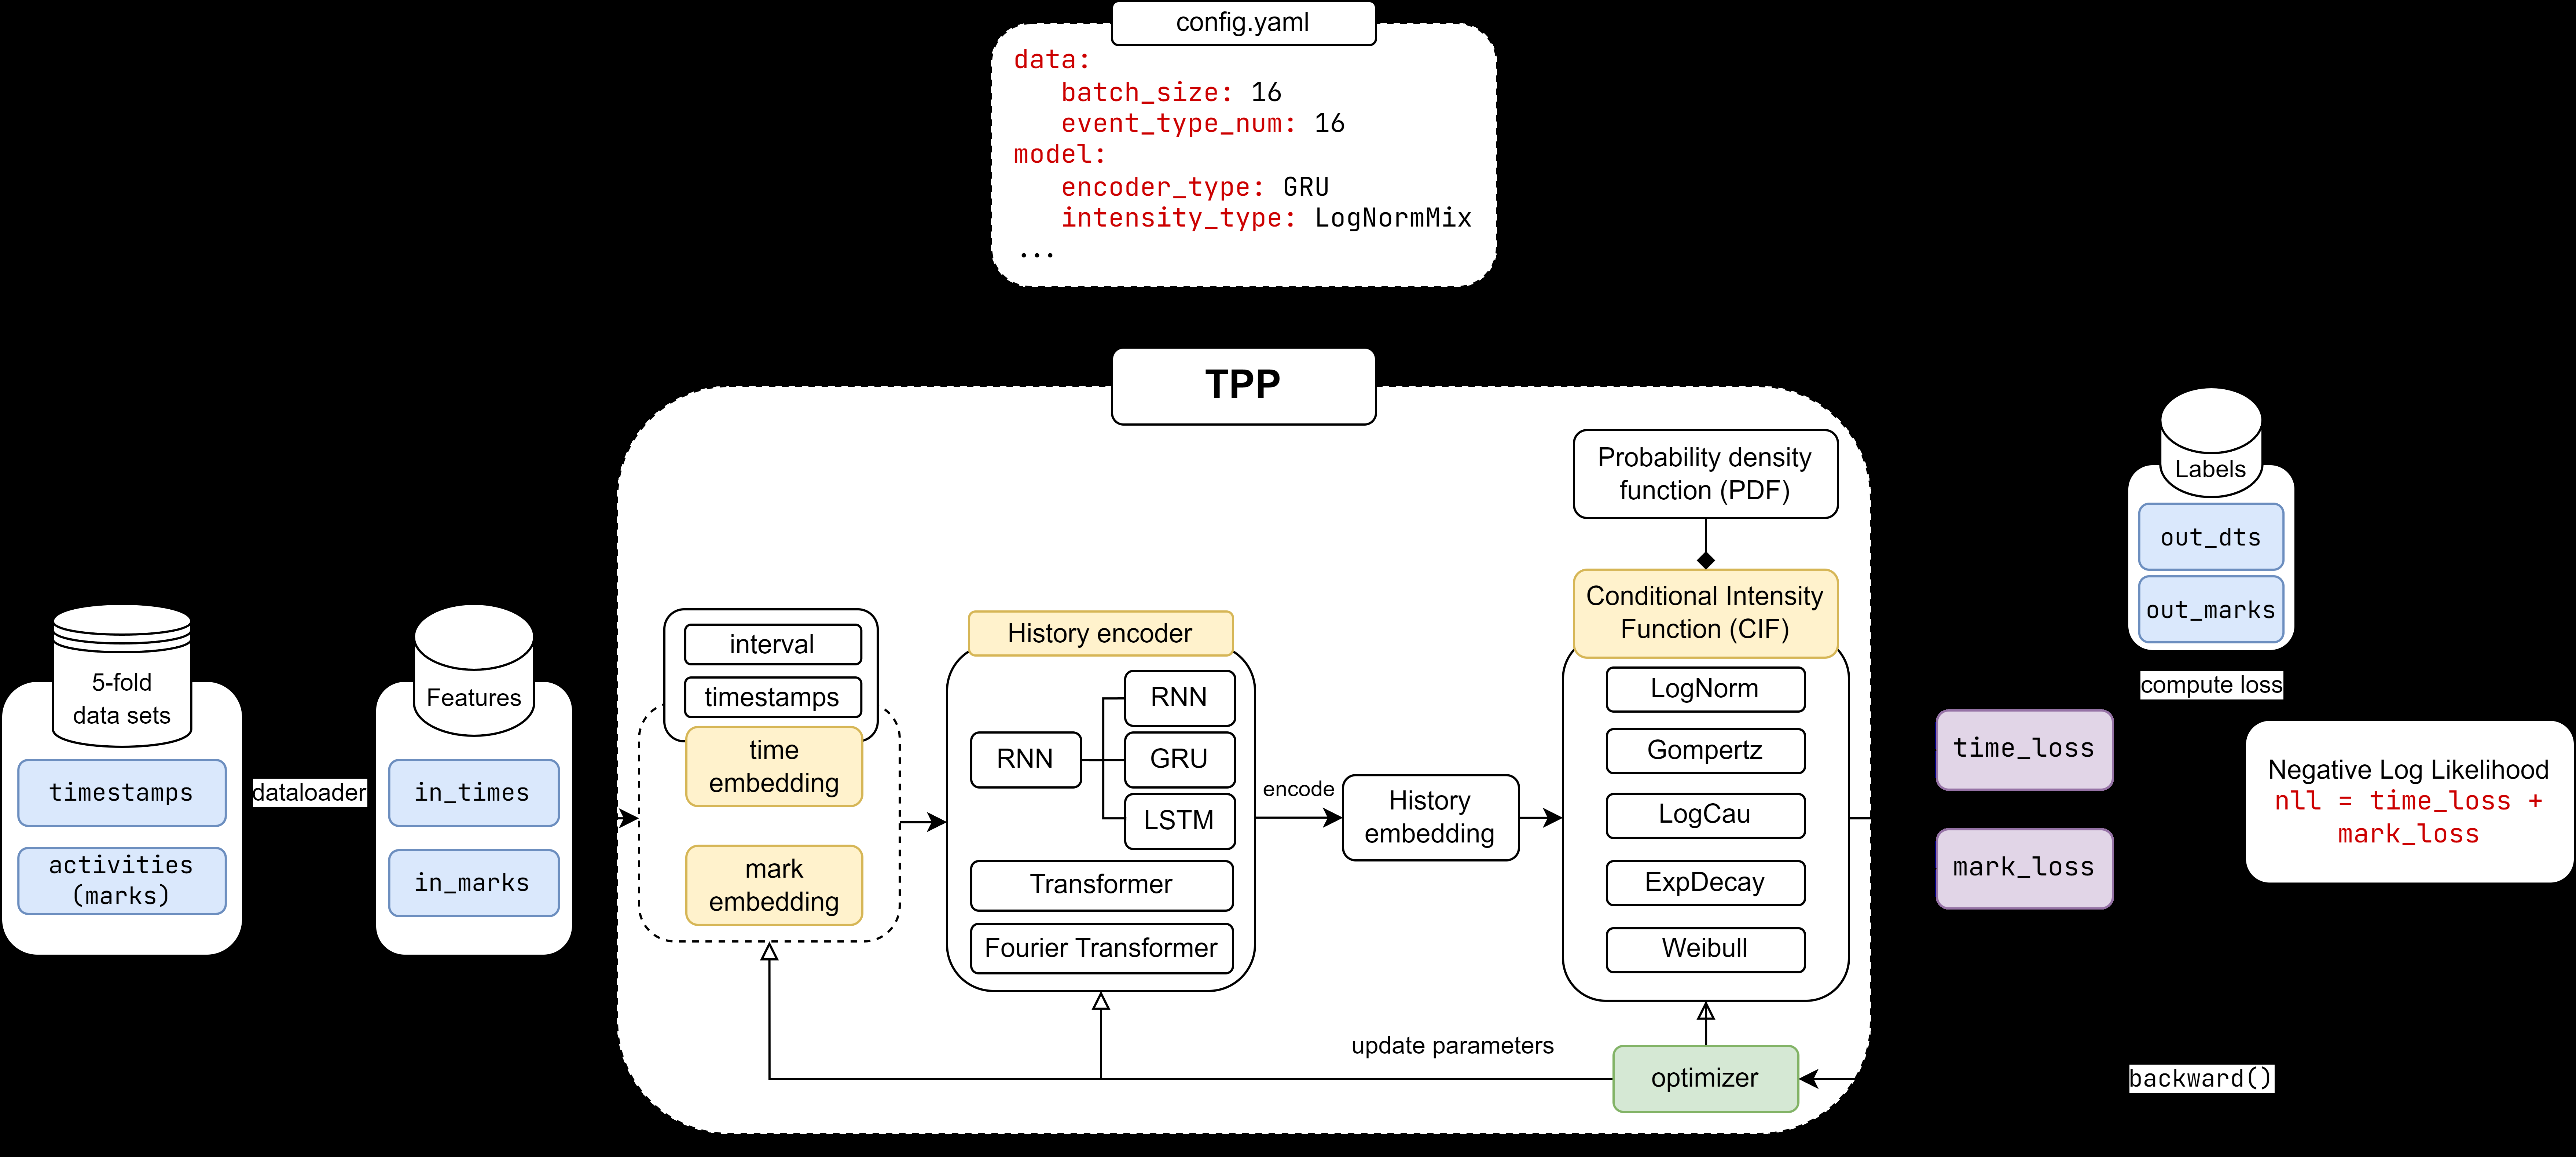 config.yaml
data:
batch_size: 16
event_type_num: 16
model:
encoder_type: GRU
intensity_type: LogNormMix
...
TPP
5-fold
data sets
timestamps
activities
(marks)
dataloader
Features
in_times
in_marks
interval
timestamps
time
embedding
mark
embedding
History encoder
RNN
RNN
GRU
LSTM
Transformer
Fourier Transformer
encode
History
embedding
Probability density
function (PDF)
Conditional Intensity
Function (CIF)
LogNorm
Gompertz
LogCau
ExpDecay
Weibull
update parameters
optimizer
time_loss
mark_loss
Labels
out_dts
out_marks
compute loss
Negative Log Likelihood
nll = time_loss +
mark_loss
backward()